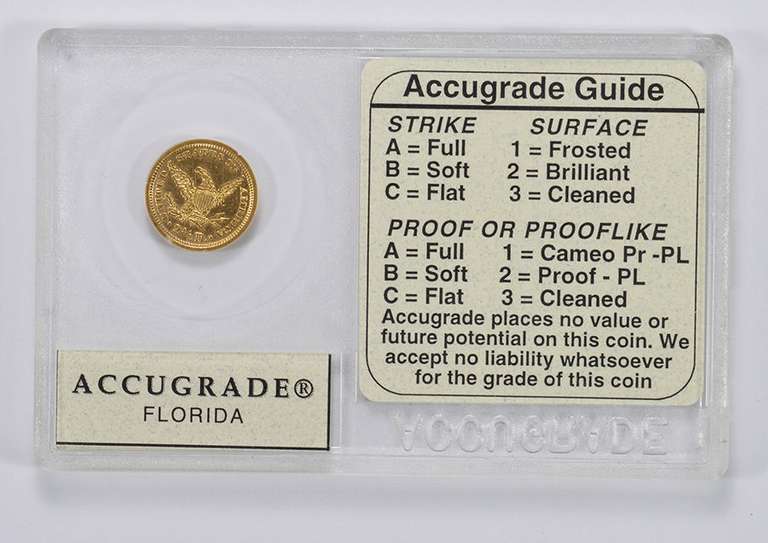 Accugrade Guide
STRIKE SURFACE
A = Full 1 = Frosted
B = Soft 2 = Brilliant
C = Flat 3 = Cleaned
PROOF OR PROOFLIKE
A = Full 1 = Cameo Pr -PL
B = Soft 2 = Proof - PL
C = Flat 3 = Cleaned
Accugrade places no value or
future potential on this coin. We
accept no liability whatsoever
for the grade of this coin
ACCUGRADE®
FLORIDA
ACCUGRADE